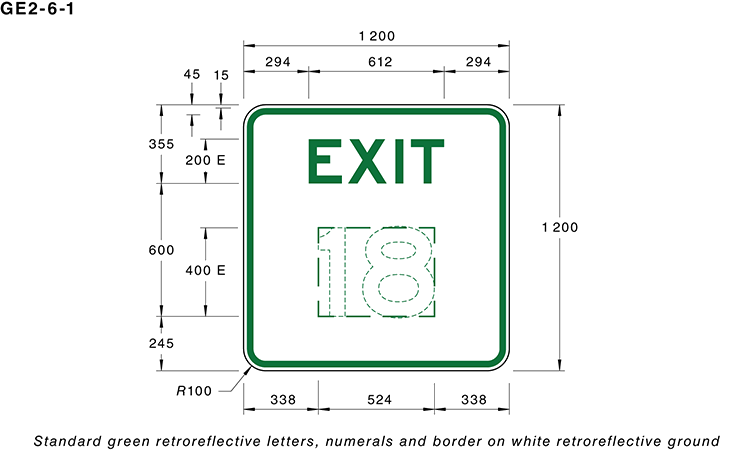 GE2-6-1
1 200
294 612 294
45 15
355
200 E
EXIT
600
400 E
18
1 200
245
R100
338 524 338
Standard green retroreflective letters, numerals and border on white retroreflective ground